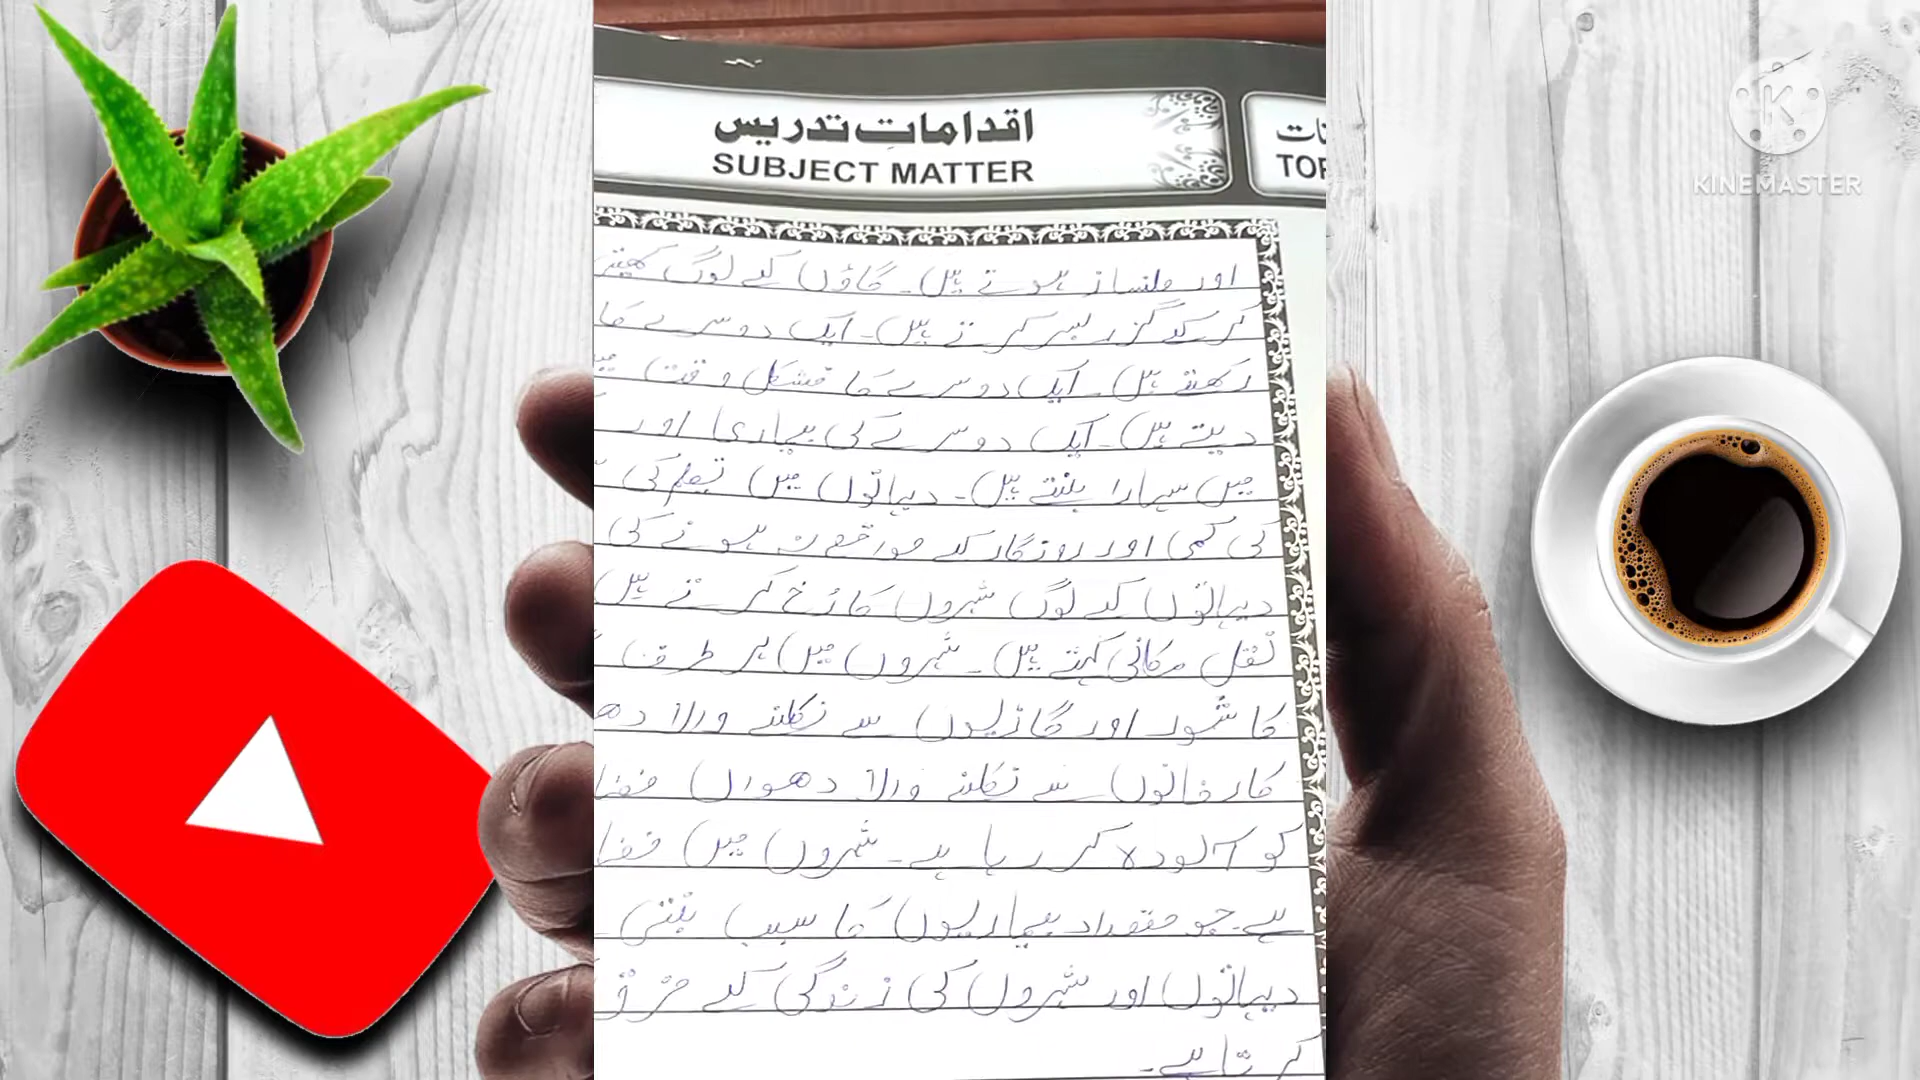 اقداماتِ تدریس
SUBJECT MATTER
TOP
KINEMASTER
اور ملنسار ہوتے ہیں۔ گاؤں کے لوگ کھیتی
کر کے گزر بسر کرتے ہیں۔ ایک دوسرے کا
رکھتے ہیں۔ ایک دوسرے کا مشکل وقت میں
دیتے ہیں۔ ایک دوسرے کی بیماری اور
میں سہارا بنتے ہیں۔ دیہاتوں میں تعلیم کی
کی کمی اور روزگار کے مواقع نہ ہونے کی
دیہاتوں کے لوگ شہروں کا رُخ کرتے ہیں
نقل مکانی کہتے ہیں۔ شہروں میں ہر طرف
کا شور اور گاڑیوں سے نکلنے والا
کارخانوں سے نکلنے والا دھواں فضا
کو آلودہ کر رہا ہے۔ شہروں میں فضا
ہے جو متعدد بیماریوں کا سبب بنتی
دیہاتوں اور شہروں کی زندگی کے فرق
کرتا ہے۔